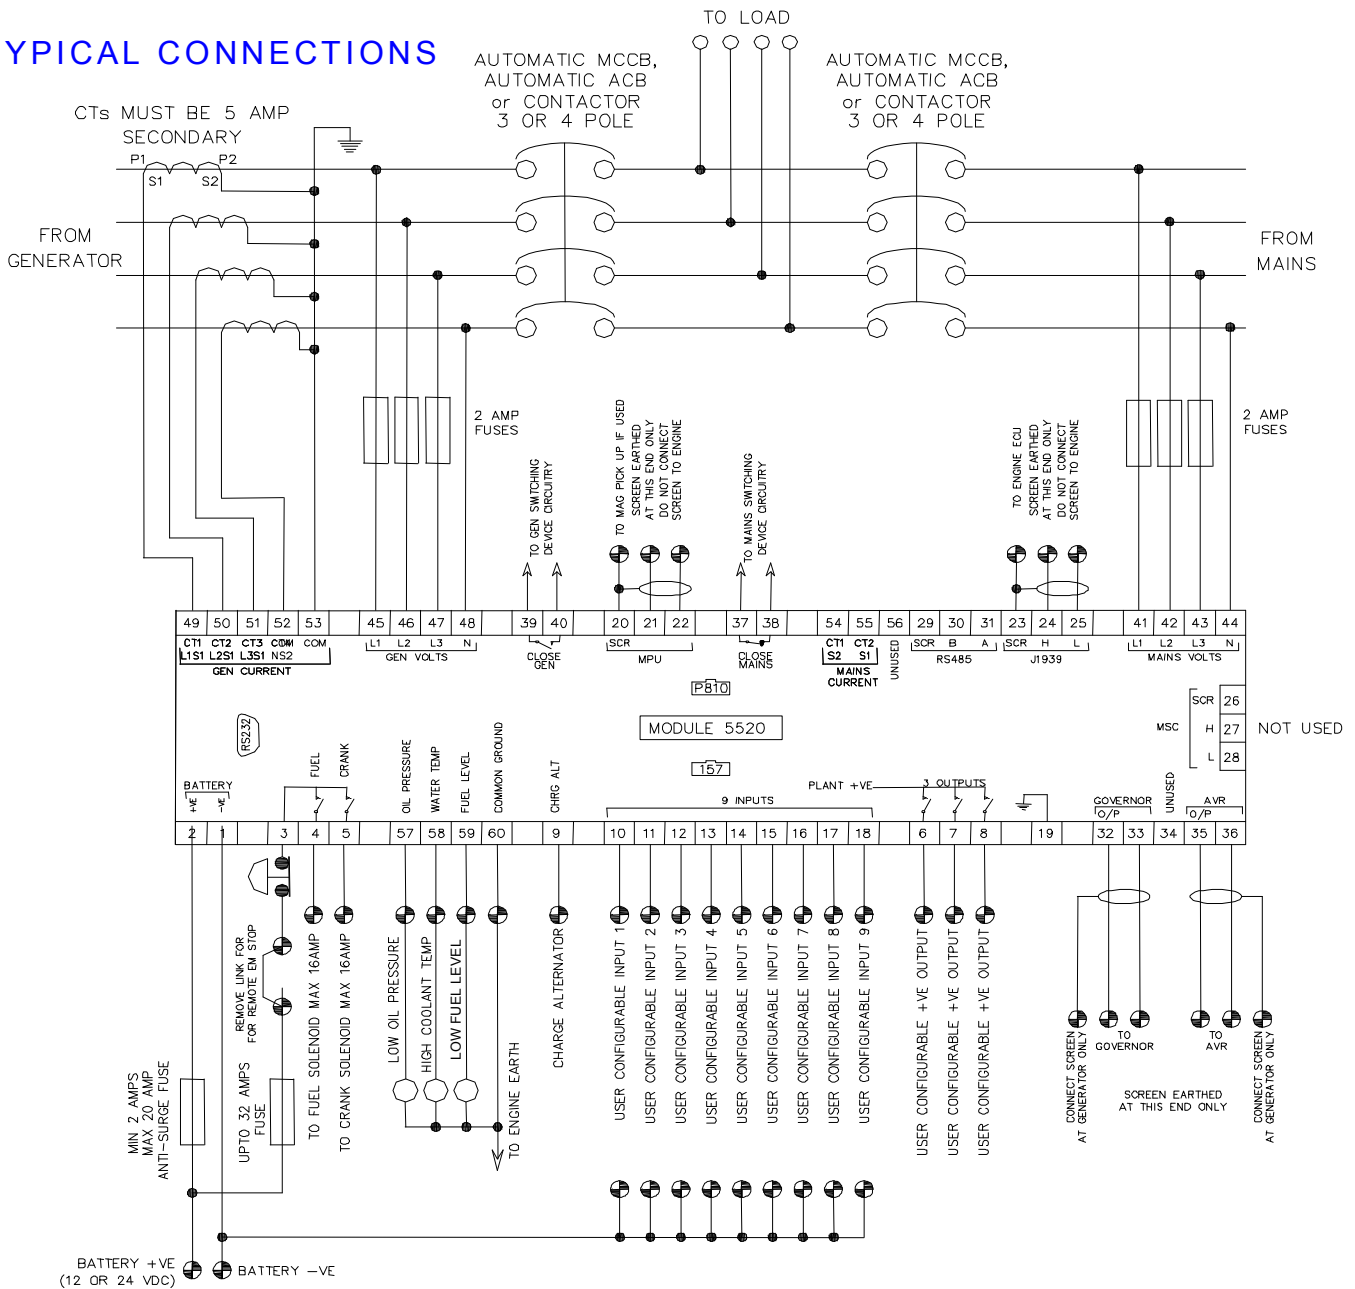 YPICAL CONNECTIONS
TO LOAD
AUTOMATIC MCCB,
AUTOMATIC ACB
or CONTACTOR
3 OR 4 POLE
AUTOMATIC MCCB,
AUTOMATIC ACB
or CONTACTOR
3 OR 4 POLE
CTs MUST BE 5 AMP
SECONDARY
P1 P2
S1 S2
FROM
GENERATOR
FROM
MAINS
2 AMP
FUSES
2 AMP
FUSES
TO GEN SWITCHING
DEVICE CIRCUITRY
TO MAG PICK UP IF USED
SCREEN EARTHED
AT THIS END ONLY
DO NOT CONNECT
SCREEN TO ENGINE
TO MAINS SWITCHING
DEVICE CIRCUITRY
TO ENGINE ECU
SCREEN EARTHED
AT THIS END ONLY
DO NOT CONNECT
SCREEN TO ENGINE
49 50 51 52 53 45 46 47 48 39 40 20 21 22 37 38 54 55 56 29 30 31 23 24 25 41 42 43 44
CT1 CT2 CT3 COM COM
L1S1 L2S1 L3S1 NS2
GEN CURRENT
L1 L2 L3 N
GEN VOLTS
CLOSE
GEN
SCR
MPU
CLOSE
MAINS
CT1 CT2
S2 S1
MAINS
CURRENT
UNUSED
SCR B A
RS485
SCR H L
J1939
L1 L2 L3 N
MAINS VOLTS
P810
MODULE 5520
157
RS232
MSC
SCR 26
H 27
L 28
NOT USED
BATTERY
+VE
-VE
FUEL
CRANK
OIL PRESSURE
WATER TEMP
FUEL LEVEL
COMMON GROUND
CHRG ALT
9 INPUTS
PLANT +VE
3 OUTPUTS
GOVERNOR
O/P
UNUSED
AVR
O/P
2 1 3 4 5 57 58 59 60 9 10 11 12 13 14 15 16 17 18 6 7 8 19 32 33 34 35 36
REMOVE LINK FOR
FOR REMOTE EM STOP
MIN 2 AMPS
MAX 20 AMP
ANTI-SURGE FUSE
UPTO 32 AMPS
FUSE
TO FUEL SOLENOID MAX 16AMP
TO CRANK SOLENOID MAX 16AMP
LOW OIL PRESSURE
HIGH COOLANT TEMP
LOW FUEL LEVEL
TO ENGINE EARTH
CHARGE ALTERNATOR
USER CONFIGURABLE INPUT 1
USER CONFIGURABLE INPUT 2
USER CONFIGURABLE INPUT 3
USER CONFIGURABLE INPUT 4
USER CONFIGURABLE INPUT 5
USER CONFIGURABLE INPUT 6
USER CONFIGURABLE INPUT 7
USER CONFIGURABLE INPUT 8
USER CONFIGURABLE INPUT 9
USER CONFIGURABLE +VE OUTPUT
USER CONFIGURABLE +VE OUTPUT
USER CONFIGURABLE +VE OUTPUT
CONNECT SCREEN
AT GENERATOR ONLY
TO
GOVERNOR
TO
AVR
CONNECT SCREEN
AT GENERATOR ONLY
SCREEN EARTHED
AT THIS END ONLY
BATTERY +VE
(12 OR 24 VDC)
BATTERY -VE